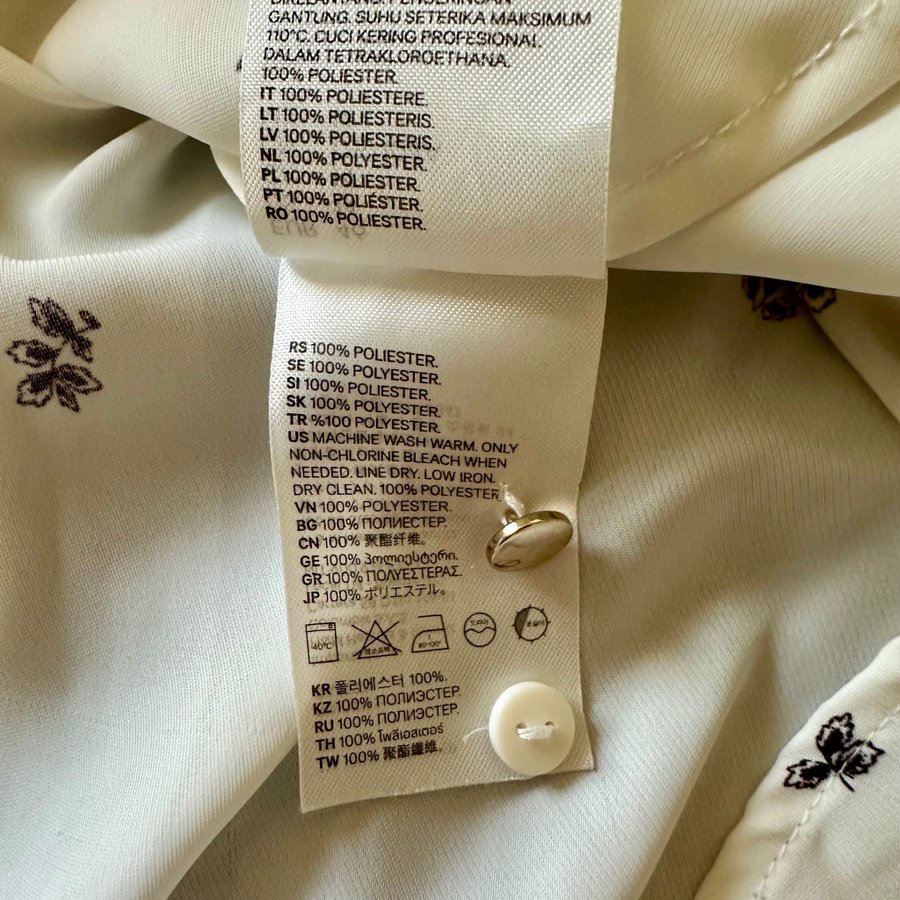 GANTUNG. SUHU SETERIKA MAKSIMUM
110°C. CUCI KERING PROFESIONAL.
DALAM TETRAKLOROETHANA.
100% POLIESTER.
IT 100% POLIESTERE.
LT 100% POLIESTERIS.
LV 100% POLIESTERIS.
NL 100% POLYESTER.
PL 100% POLIESTER.
PT 100% POLIÉSTER.
RO 100% POLIESTER.
RS 100% POLIESTER.
SE 100% POLYESTER.
SI 100% POLIESTER.
SK 100% POLYESTER.
TR %100 POLYESTER.
US MACHINE WASH WARM. ONLY
NON-CHLORINE BLEACH WHEN
NEEDED. LINE DRY. LOW IRON.
DRY CLEAN. 100% POLYESTER
VN 100% POLYESTER.
BG 100% ПОЛИЕСТЕР.
CN 100% 聚酯纤维。
GE 100% პოლიესტერი.
GR 100% ΠΟΛΥΕΣΤΕΡΑΣ.
JP 100% ポリエステル。
40°C
KR 폴리에스터 100%.
KZ 100% ПОЛИЭСТЕР.
RU 100% ПОЛИЭСТЕР.
TH 100% โพลีเอสเตอร์
TW 100% 聚酯纖維。